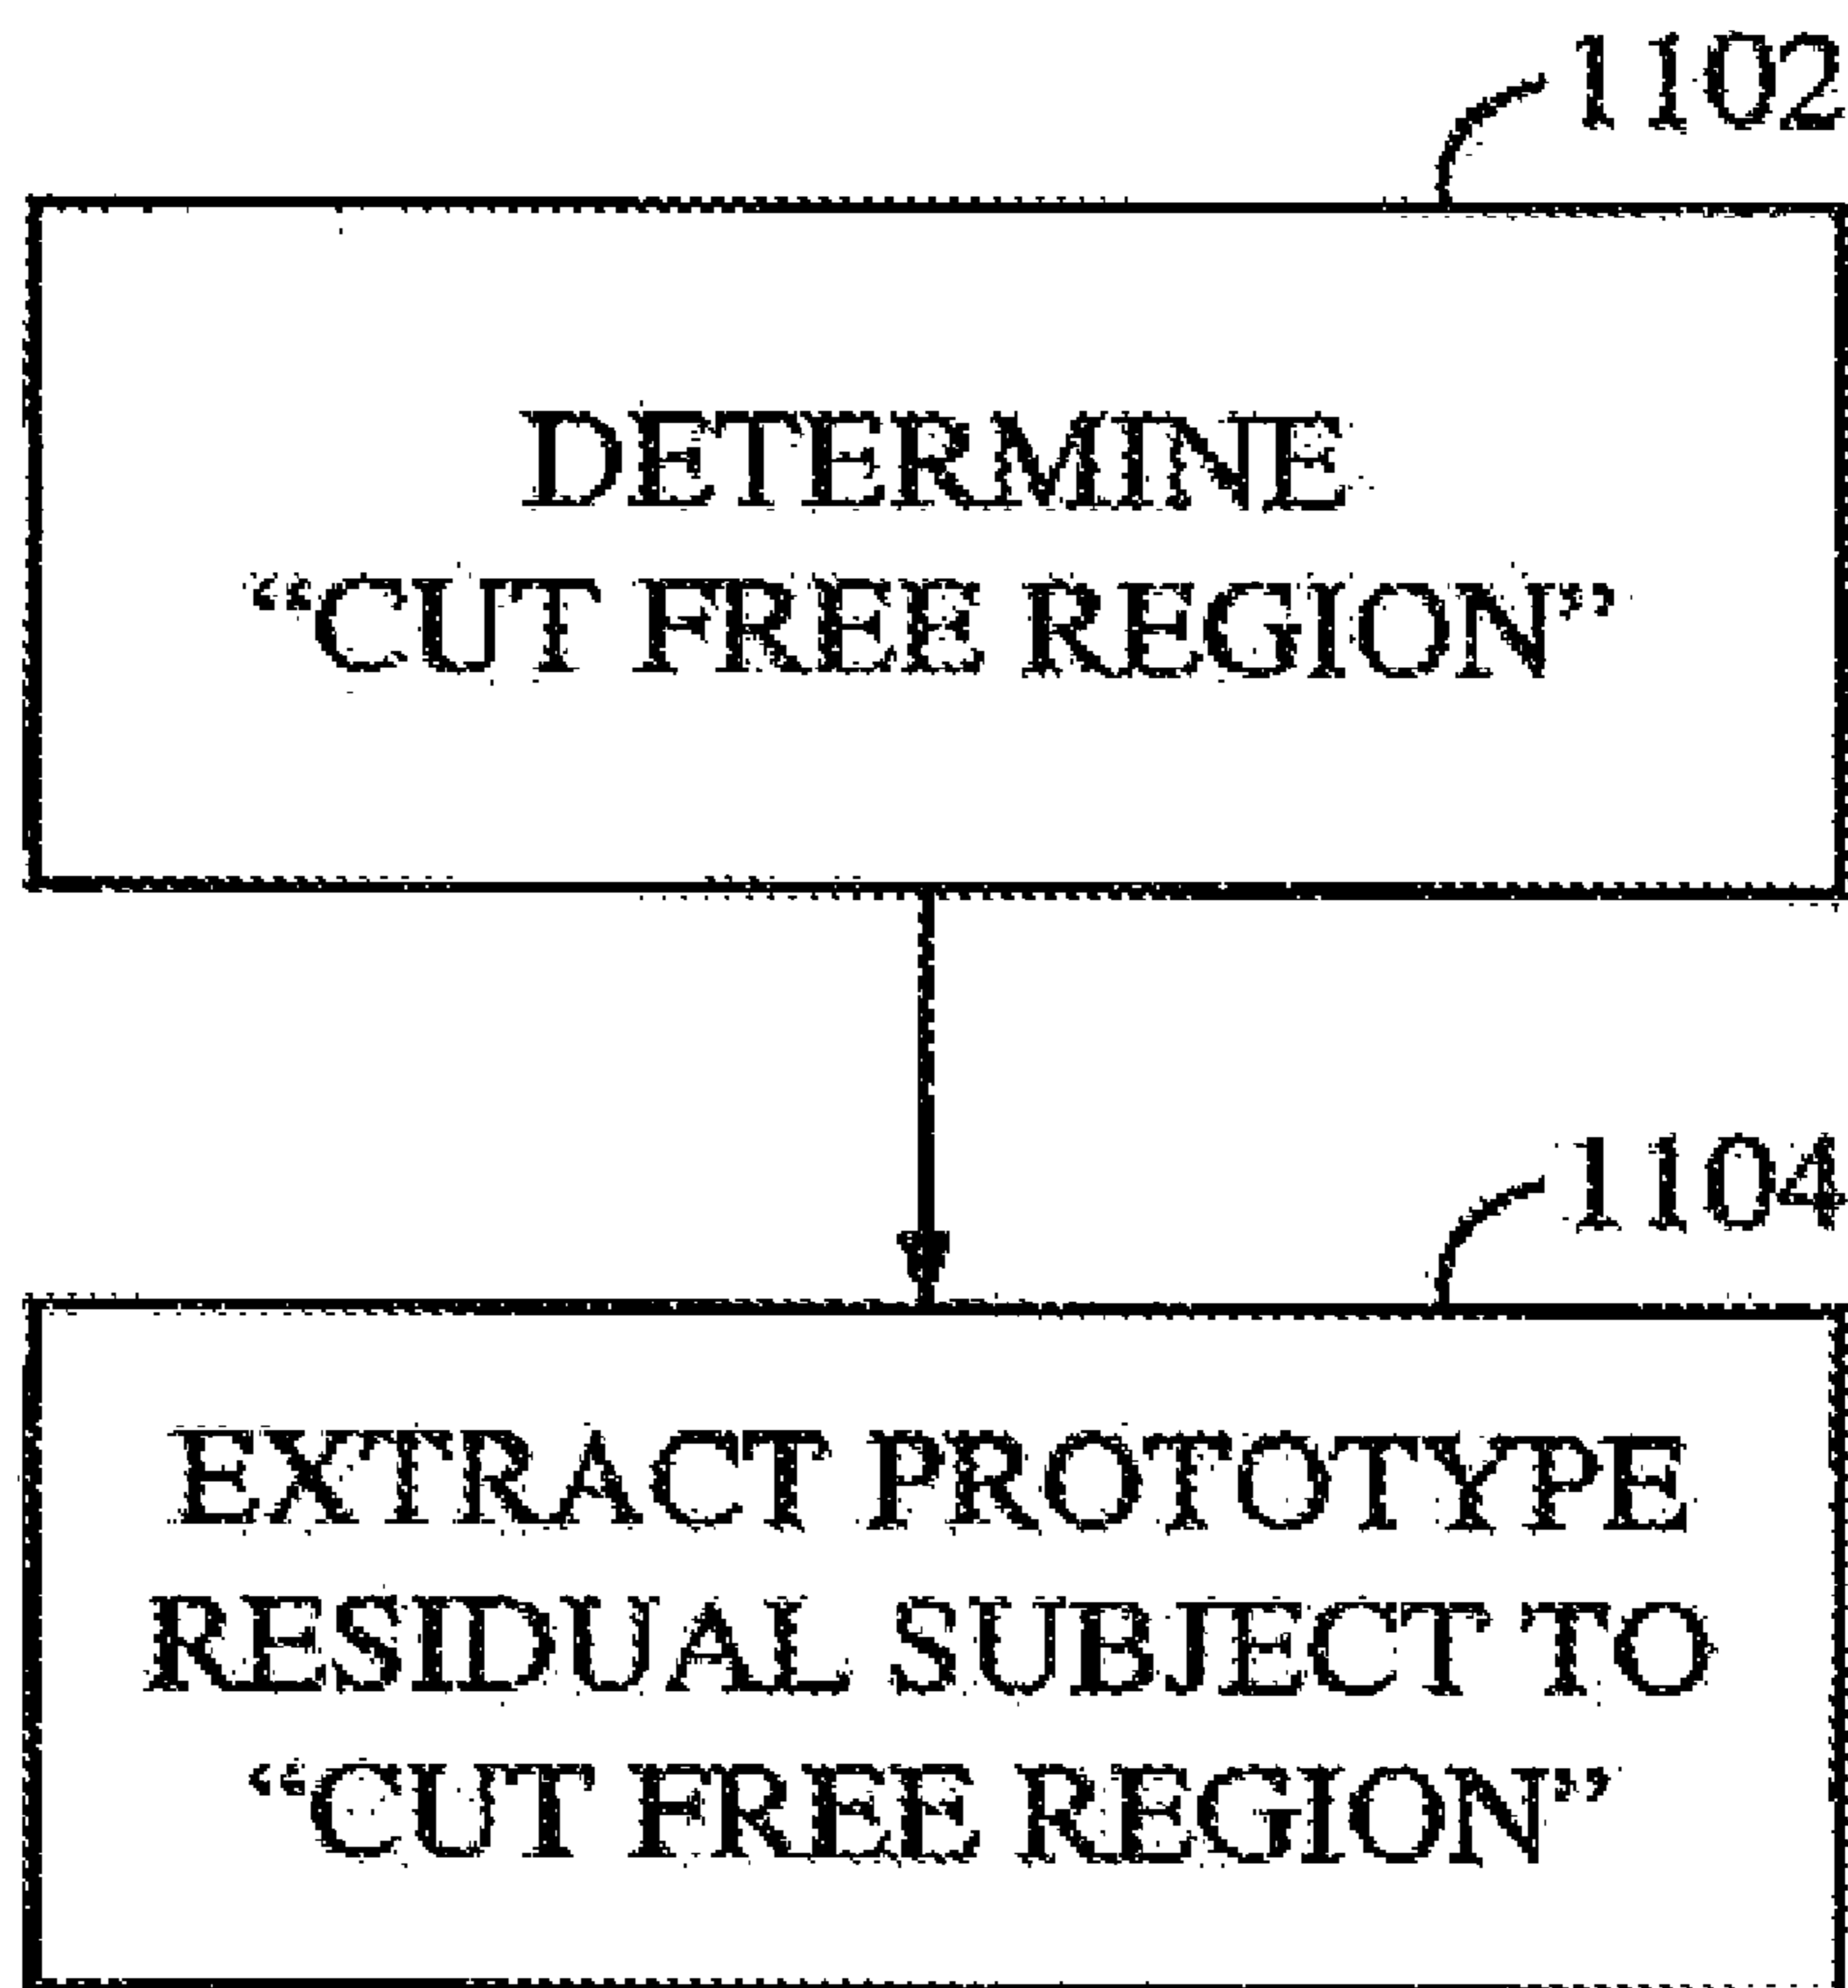 1102
DETERMINE
“CUT FREE REGION”
1104
EXTRACT PROTOTYPE
RESIDUAL SUBJECT TO
“CUT FREE REGION”